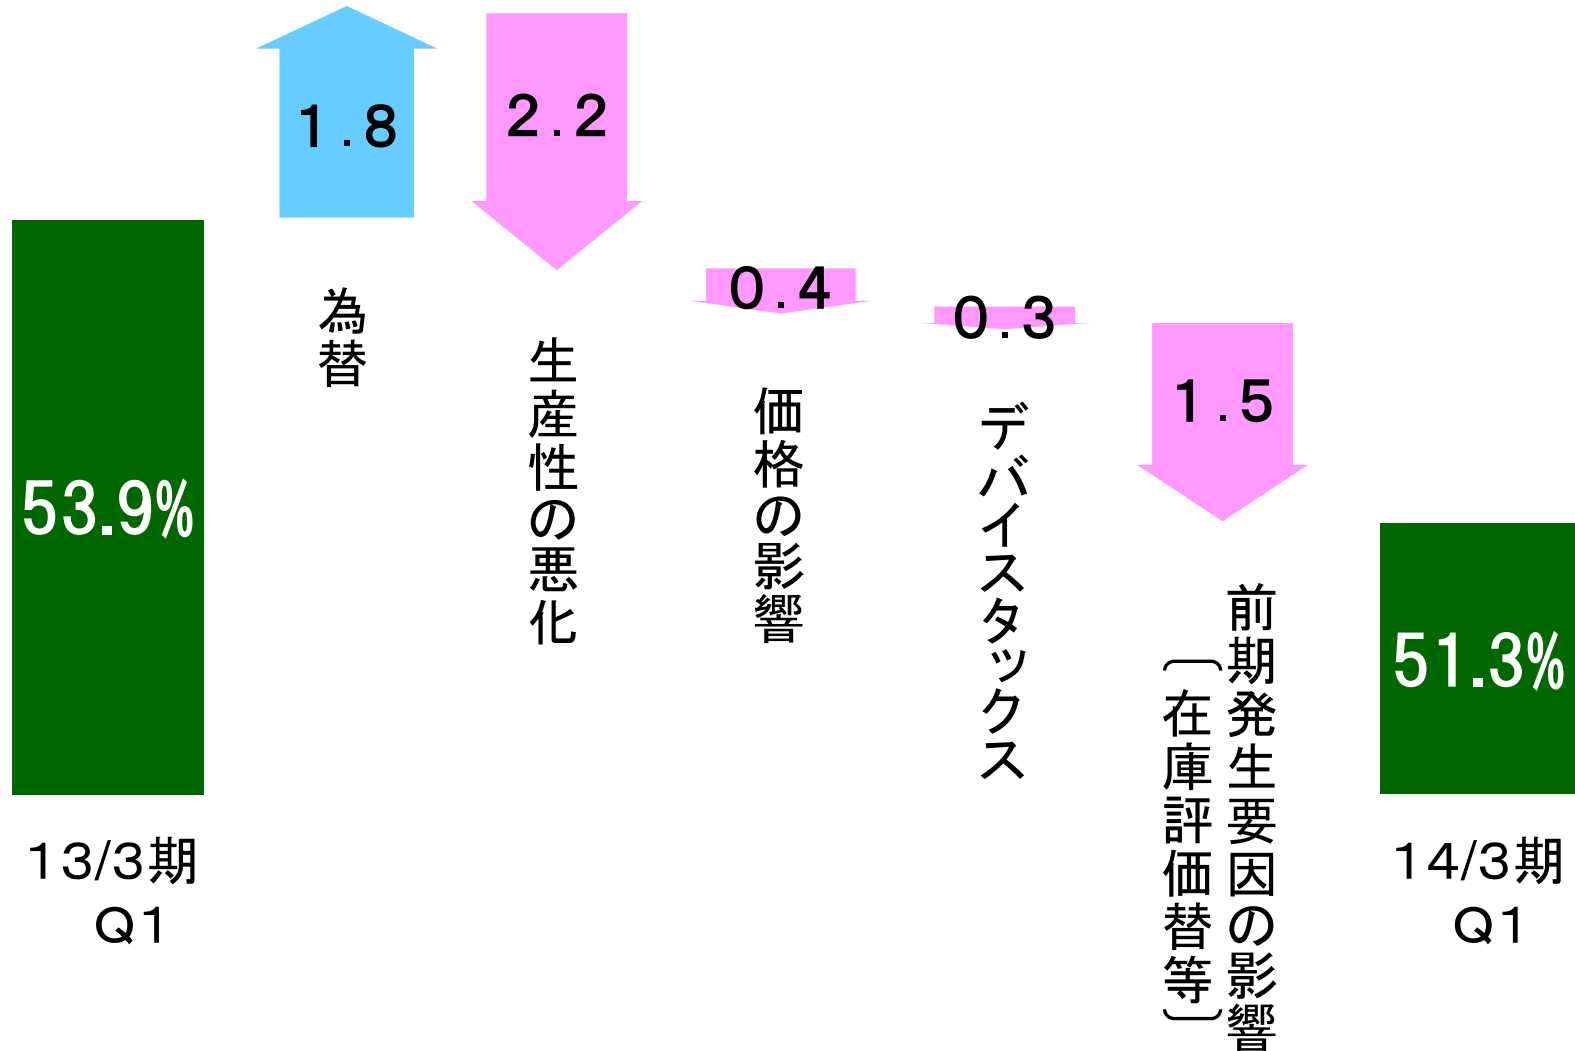 １.８
２.２
０.４
０.３
１.５
53.9%
51.3%
為替
生産性の悪化
価格の影響
デバイスタックス
前期発生要因の影響
〔在庫評価替等〕
１３/３期
Ｑ１
１４/３期
Ｑ１